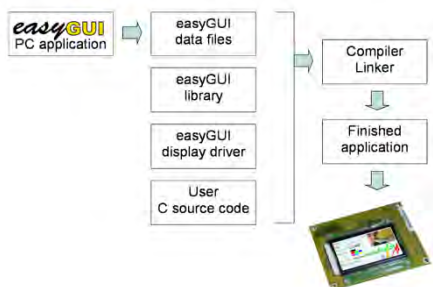 easyGUI
PC application
easyGUI
data files
easyGUI
library
easyGUI
display driver
User
C source code
Compiler
Linker
Finished
application